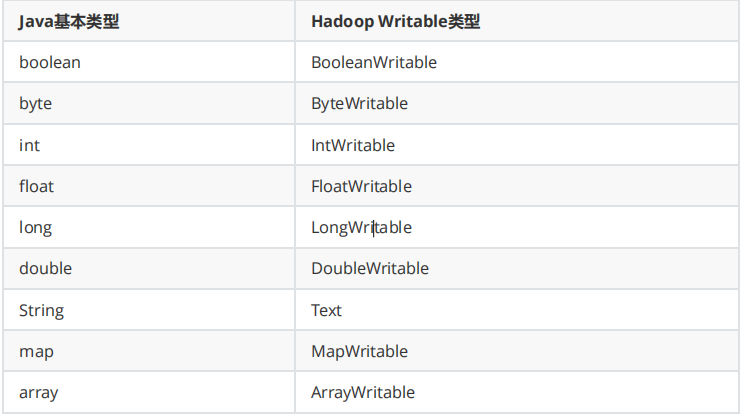 Java基本类型 Hadoop Writable类型
boolean BooleanWritable
byte ByteWritable
int IntWritable
float FloatWritable
long LongWritable
double DoubleWritable
String Text
map MapWritable
array ArrayWritable